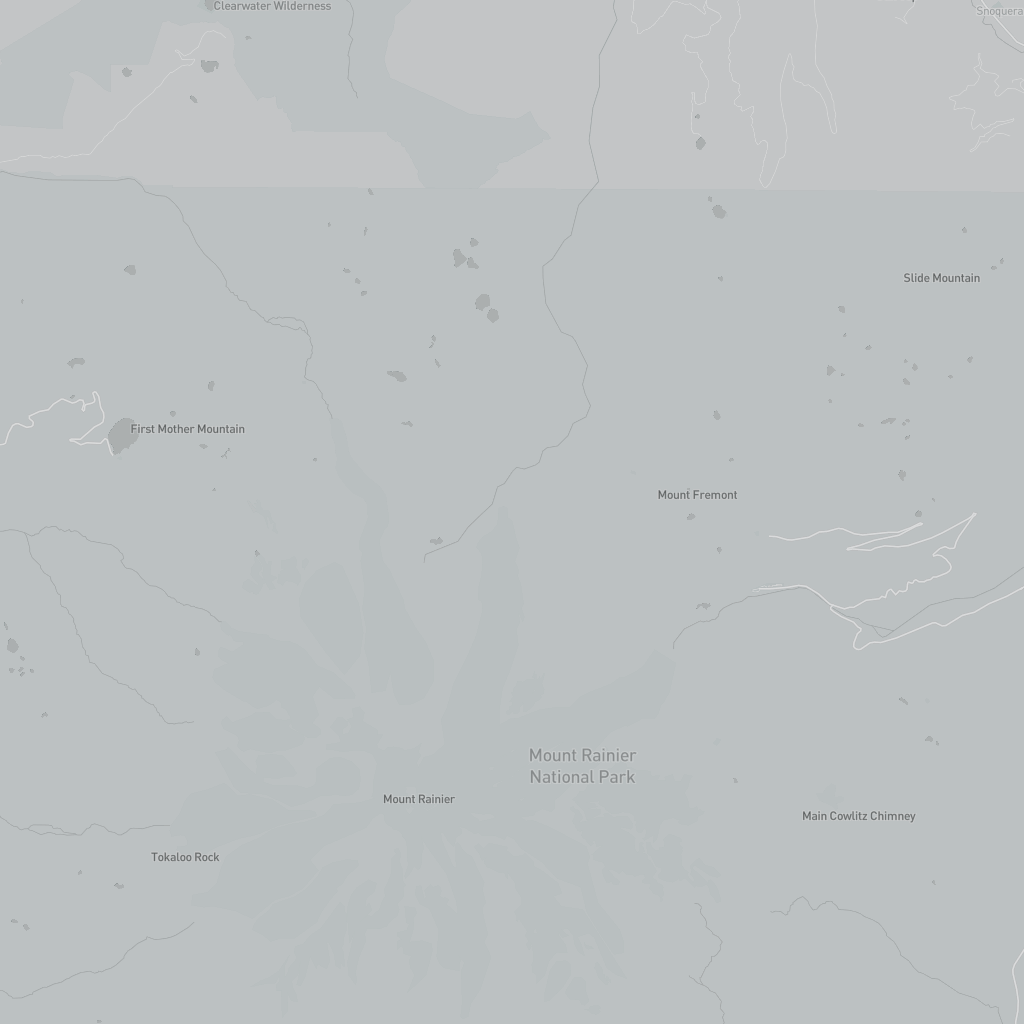 Clearwater Wilderness
Slide Mountain
First Mother Mountain
Mount Fremont
Mount Rainier
National Park
Mount Rainier
Main Cowlitz Chimney
Tokaloo Rock